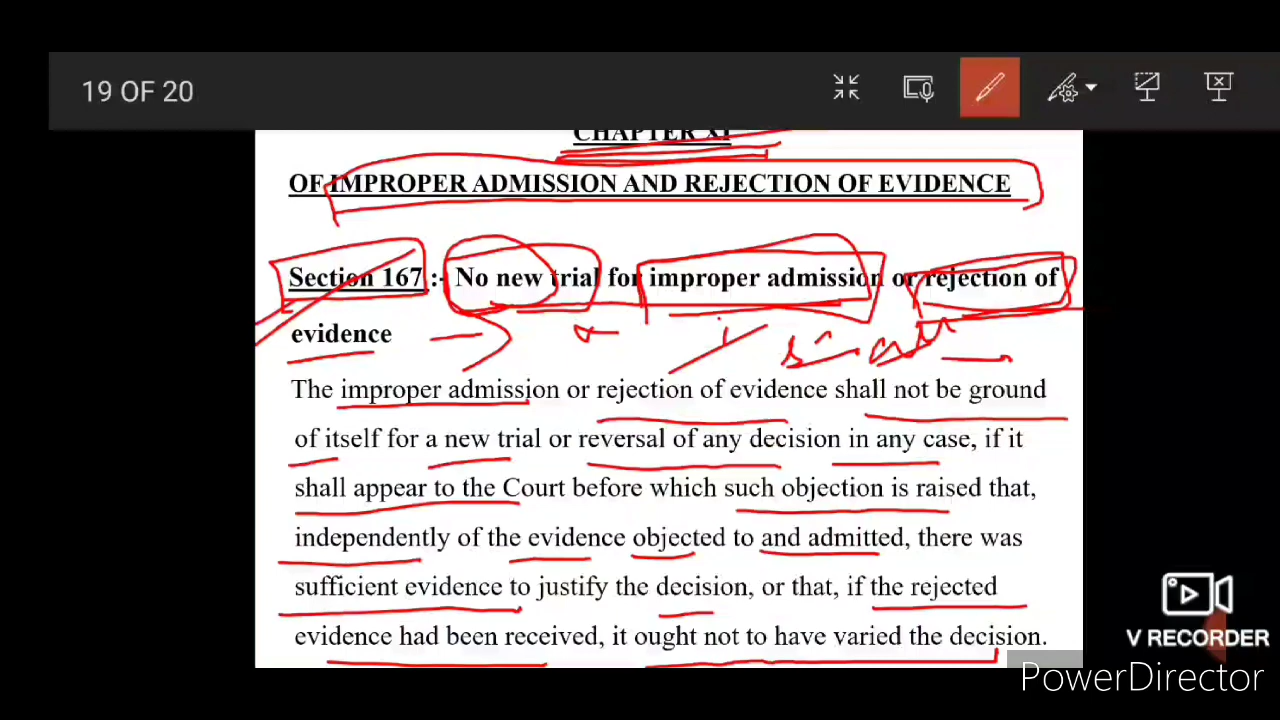 19 OF 20
CHAPTER XI
OF IMPROPER ADMISSION AND REJECTION OF EVIDENCE
Section 167 :- No new trial for improper admission or rejection of
evidence
The improper admission or rejection of evidence shall not be ground
of itself for a new trial or reversal of any decision in any case, if it
shall appear to the Court before which such objection is raised that,
independently of the evidence objected to and admitted, there was
sufficient evidence to justify the decision, or that, if the rejected
evidence had been received, it ought not to have varied the decision.
V RECORDER
PowerDirector